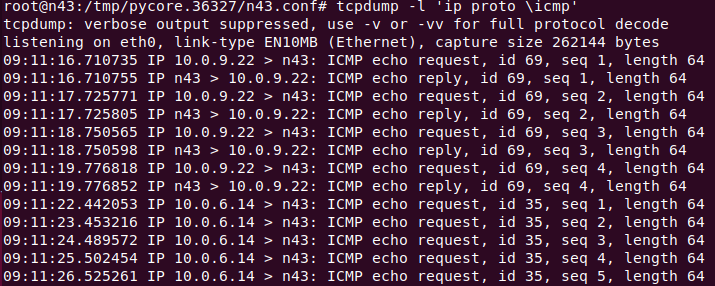 root@n43:/tmp/pycore.36327/n43.conf# tcpdump -l 'ip proto \icmp'
tcpdump: verbose output suppressed, use -v or -vv for full protocol decode
listening on eth0, link-type EN10MB (Ethernet), capture size 262144 bytes
09:11:16.710735 IP 10.0.9.22 > n43: ICMP echo request, id 69, seq 1, length 64
09:11:16.710755 IP n43 > 10.0.9.22: ICMP echo reply, id 69, seq 1, length 64
09:11:17.725771 IP 10.0.9.22 > n43: ICMP echo request, id 69, seq 2, length 64
09:11:17.725805 IP n43 > 10.0.9.22: ICMP echo reply, id 69, seq 2, length 64
09:11:18.750565 IP 10.0.9.22 > n43: ICMP echo request, id 69, seq 3, length 64
09:11:18.750598 IP n43 > 10.0.9.22: ICMP echo reply, id 69, seq 3, length 64
09:11:19.776818 IP 10.0.9.22 > n43: ICMP echo request, id 69, seq 4, length 64
09:11:19.776852 IP n43 > 10.0.9.22: ICMP echo reply, id 69, seq 4, length 64
09:11:22.442053 IP 10.0.6.14 > n43: ICMP echo request, id 35, seq 1, length 64
09:11:23.453216 IP 10.0.6.14 > n43: ICMP echo request, id 35, seq 2, length 64
09:11:24.489572 IP 10.0.6.14 > n43: ICMP echo request, id 35, seq 3, length 64
09:11:25.502454 IP 10.0.6.14 > n43: ICMP echo request, id 35, seq 4, length 64
09:11:26.525261 IP 10.0.6.14 > n43: ICMP echo request, id 35, seq 5, length 64